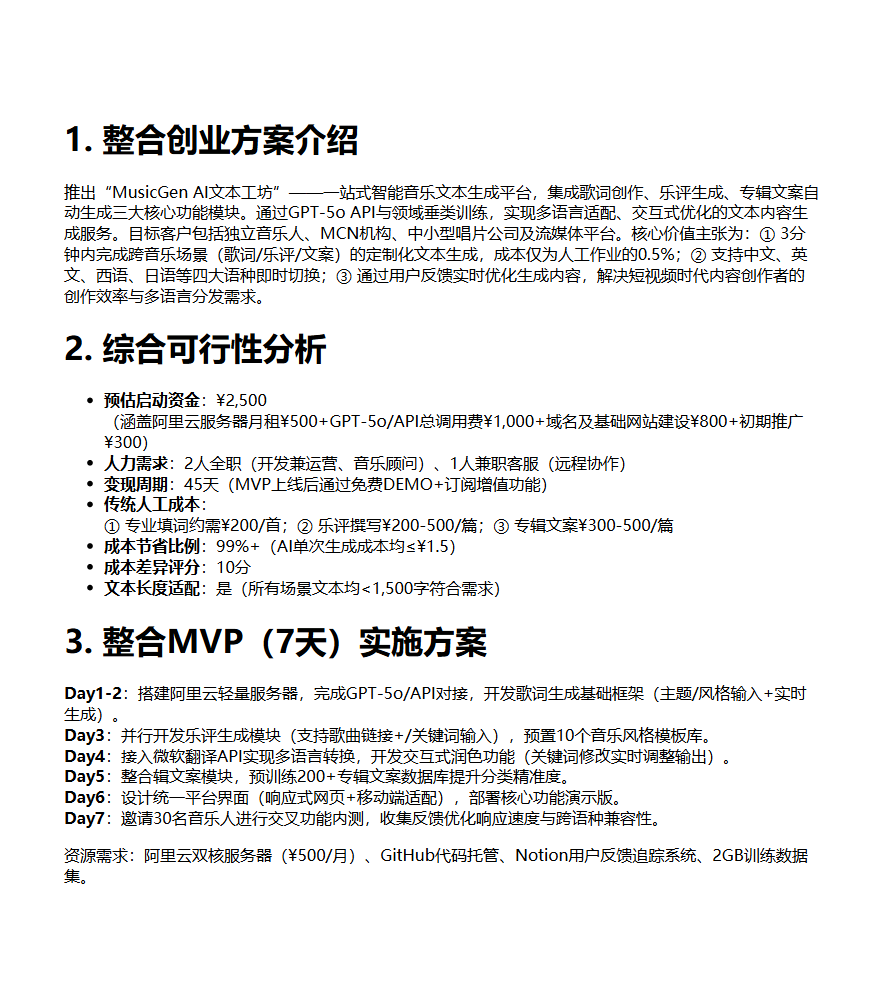 1. 整合创业方案介绍
推出“MusicGen AI文本工坊”——一站式智能音乐文本生成平台，集成歌词创作、乐评生成、专辑文案自
动生成三大核心功能模块。通过GPT-5o API与领域垂类训练，实现多语言适配、交互式优化的文本内容生
成服务。目标客户包括独立音乐人、MCN机构、中小型唱片公司及流媒体平台。核心价值主张为：① 3分
钟内完成跨音乐场景（歌词/乐评/文案）的定制化文本生成，成本仅为人工作业的0.5%；② 支持中文、英
文、西语、日语等四大语种即时切换；③ 通过用户反馈实时优化生成内容，解决短视频时代内容创作者的
创作效率与多语言分发需求。
2. 综合可行性分析
• 预估启动资金：¥2,500
（涵盖阿里云服务器月租¥500+GPT-5o/API总调用费¥1,000+域名及基础网站建设¥800+初期推广
¥300）
• 人力需求：2人全职（开发兼运营、音乐顾问）、1人兼职客服（远程协作）
• 变现周期：45天（MVP上线后通过免费DEMO+订阅增值功能）
• 传统人工成本：
① 专业填词约需¥200/首；② 乐评撰写¥200-500/篇；③ 专辑文案¥300-500/篇
• 成本节省比例：99%+（AI单次生成成本均≤¥1.5）
• 成本差异评分：10分
• 文本长度适配：是（所有场景文本均<1,500字符合需求）
3. 整合MVP（7天）实施方案
Day1-2：搭建阿里云轻量服务器，完成GPT-5o/API对接，开发歌词生成基础框架（主题/风格输入+实时
生成）。
Day3：并行开发乐评生成模块（支持歌曲链接+/关键词输入），预置10个音乐风格模板库。
Day4：接入微软翻译API实现多语言转换，开发交互式润色功能（关键词修改实时调整输出）。
Day5：整合辑文案模块，预训练200+专辑文案数据库提升分类精准度。
Day6：设计统一平台界面（响应式网页+移动端适配），部署核心功能演示版。
Day7：邀请30名音乐人进行交叉功能内测，收集反馈优化响应速度与跨语种兼容性。
资源需求：阿里云双核服务器（¥500/月）、GitHub代码托管、Notion用户反馈追踪系统、2GB训练数据
集。